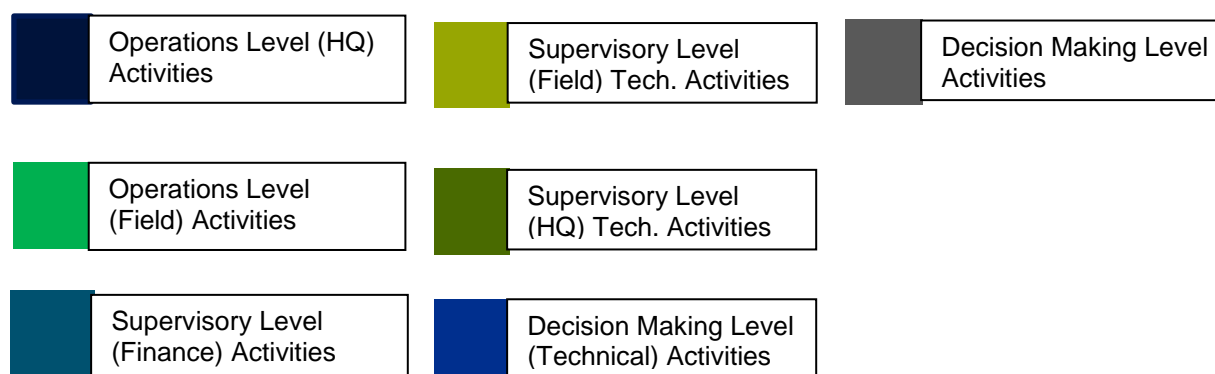 Operations Level (HQ)
Activities
Supervisory Level
(Field) Tech. Activities
Decision Making Level
Activities
Operations Level
(Field) Activities
Supervisory Level
(HQ) Tech. Activities
Supervisory Level
(Finance) Activities
Decision Making Level
(Technical) Activities